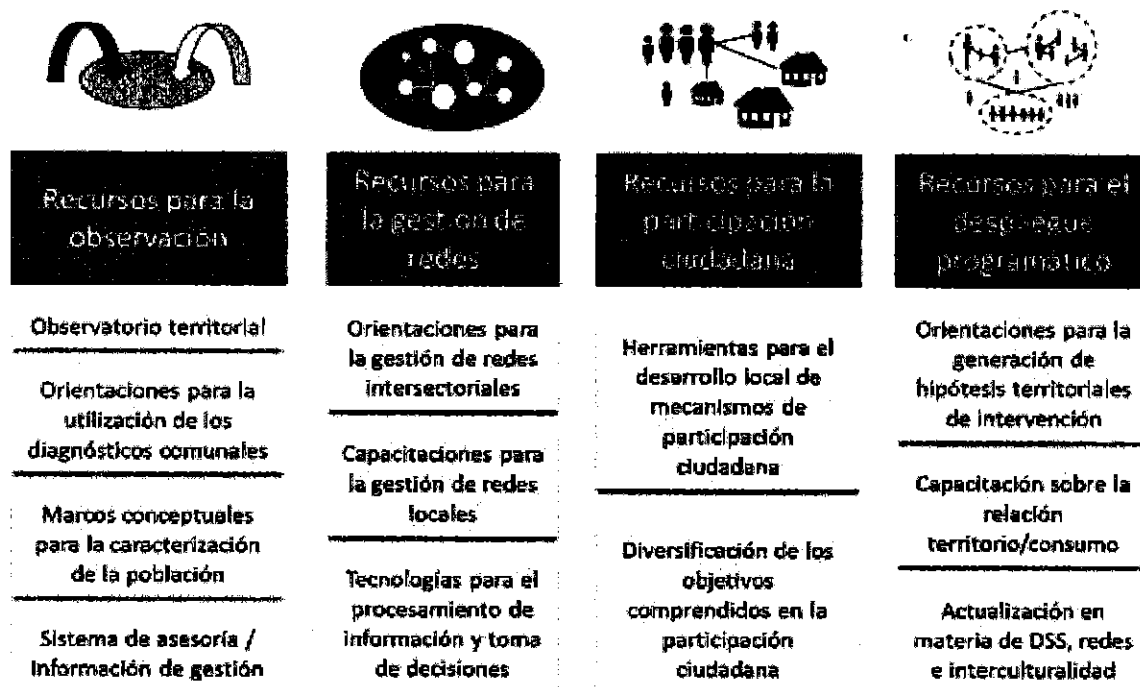 Recursos para la
observación
Observatorio territorial
Orientaciones para la
utilización de los
diagnósticos comunales
Marcos conceptuales
para la caracterización
de la población
Sistema de asesoría /
Información de gestión
Recursos para
la gestión de
redes
Orientaciones para
la gestión de redes
intersectoriales
Capacitaciones para
la gestión de redes
locales
Tecnologías para el
procesamiento de
información y toma
de decisiones
Recursos para la
participación
ciudadana
Herramientas para el
desarrollo local de
mecanismos de
participación
ciudadana
Diversificación de los
objetivos
comprendidos en la
participación
ciudadana
Recursos para el
despliegue
programático
Orientaciones para la
generación de
hipótesis territoriales
de intervención
Capacitación sobre la
relación
territorio/consumo
Actualización en
materia de DSS, redes
e interculturalidad